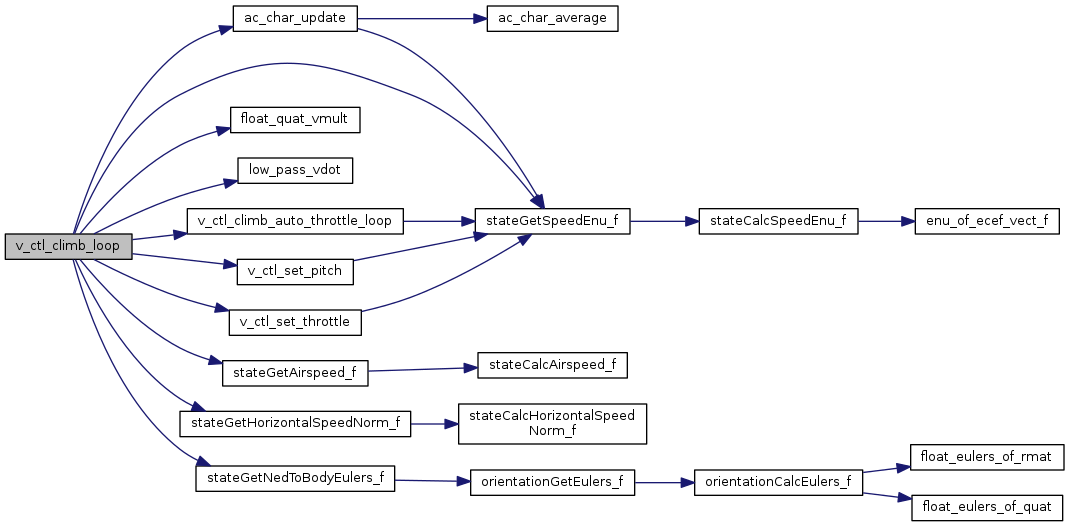 ac_char_update
ac_char_average
float_quat_vmult
low_pass_vdot
v_ctl_climb_auto_throttle_loop
stateGetSpeedEnu_f
stateCalcSpeedEnu_f
enu_of_ecef_vect_f
v_ctl_climb_loop
v_ctl_set_pitch
v_ctl_set_throttle
stateGetAirspeed_f
stateCalcAirspeed_f
stateGetHorizontalSpeedNorm_f
stateCalcHorizontalSpeed
Norm_f
stateGetNedToBodyEulers_f
orientationGetEulers_f
orientationCalcEulers_f
float_eulers_of_rmat
float_eulers_of_quat